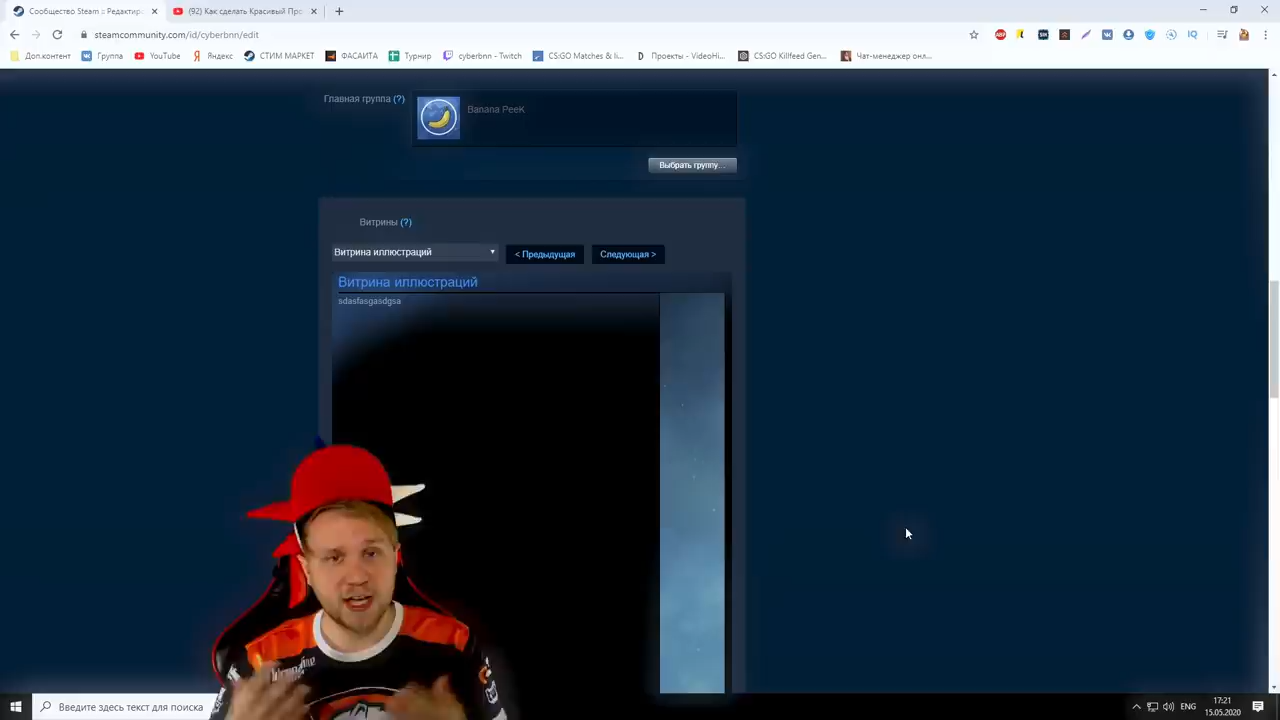 Сообщество Steam :: Редактиро
(92) Как сделать Красивый Про
steamcommunity.com/id/cyberbnn/edit
Доп.контент
Группа
YouTube
Яндекс
СТИМ МАРКЕТ
ФАСАИТА
Турнир
cyberbnn - Twitch
CS:GO Matches & li...
Проекты - VideoHi...
CS:GO Killfeed Gen...
Чат-менеджер онл...
Главная группа (?)
Banana PeeK
Выбрать группу...
Витрины (?)
Витрина иллюстраций
< Предыдущая
Следующая >
Витрина иллюстраций
sdasfasgasdgsa
Введите здесь текст для поиска
ENG
17:21
15.05.2020